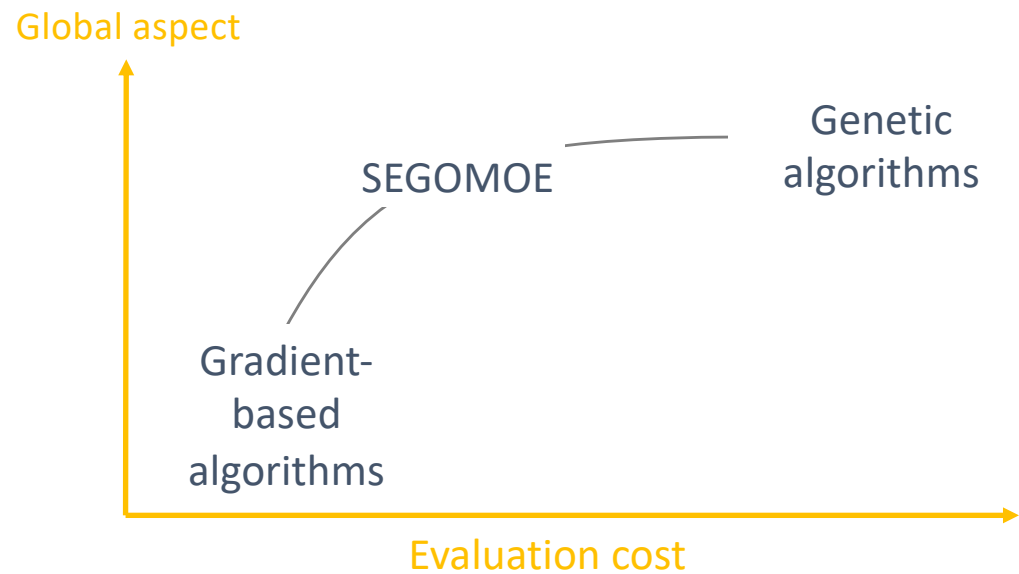 Global aspect
Genetic
algorithms
SEGOMOE
Gradient-
based
algorithms
Evaluation cost